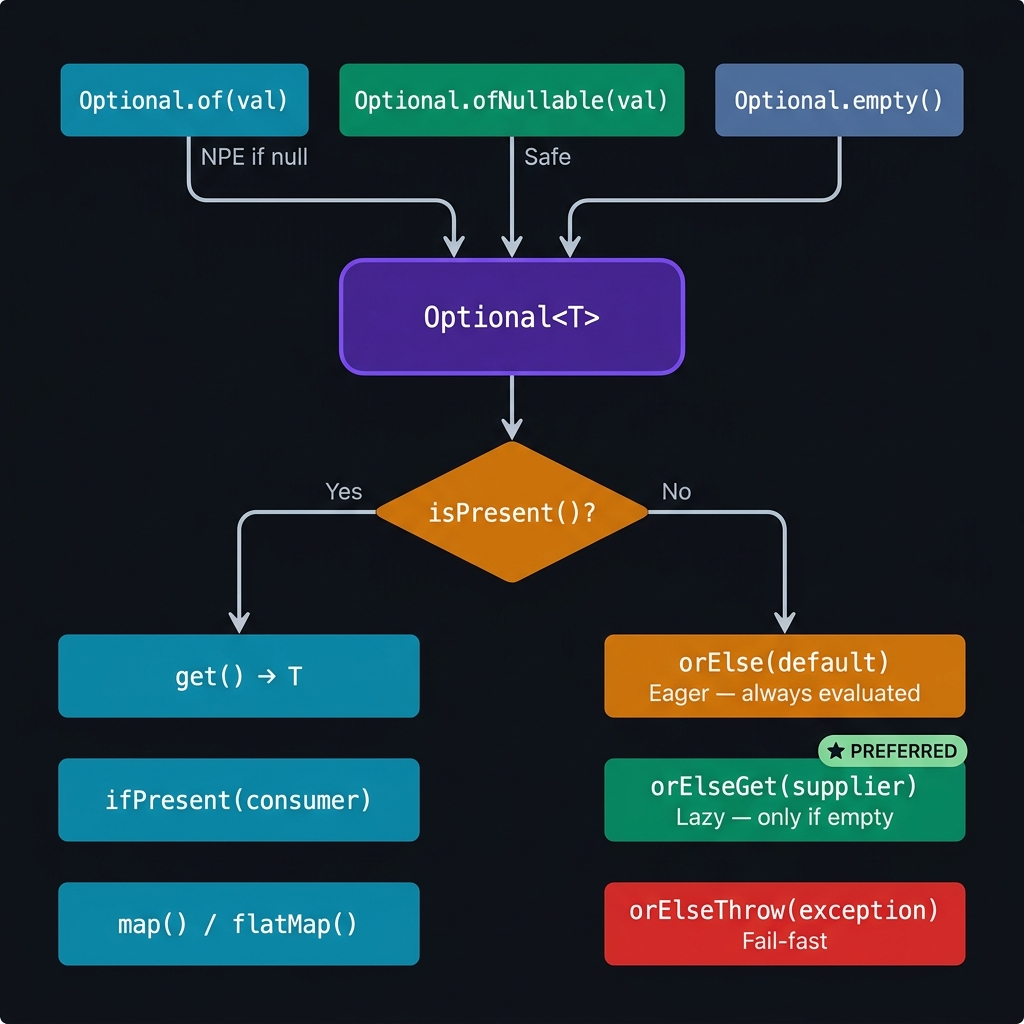 Optional.of(val)
Optional.ofNullable(val)
Optional.empty()
NPE if null
Safe
Optional<T>
isPresent()?
Yes
No
get() → T
orElse(default)
Eager — always evaluated
★ PREFERRED
ifPresent(consumer)
orElseGet(supplier)
Lazy — only if empty
map() / flatMap()
orElseThrow(exception)
Fail-fast